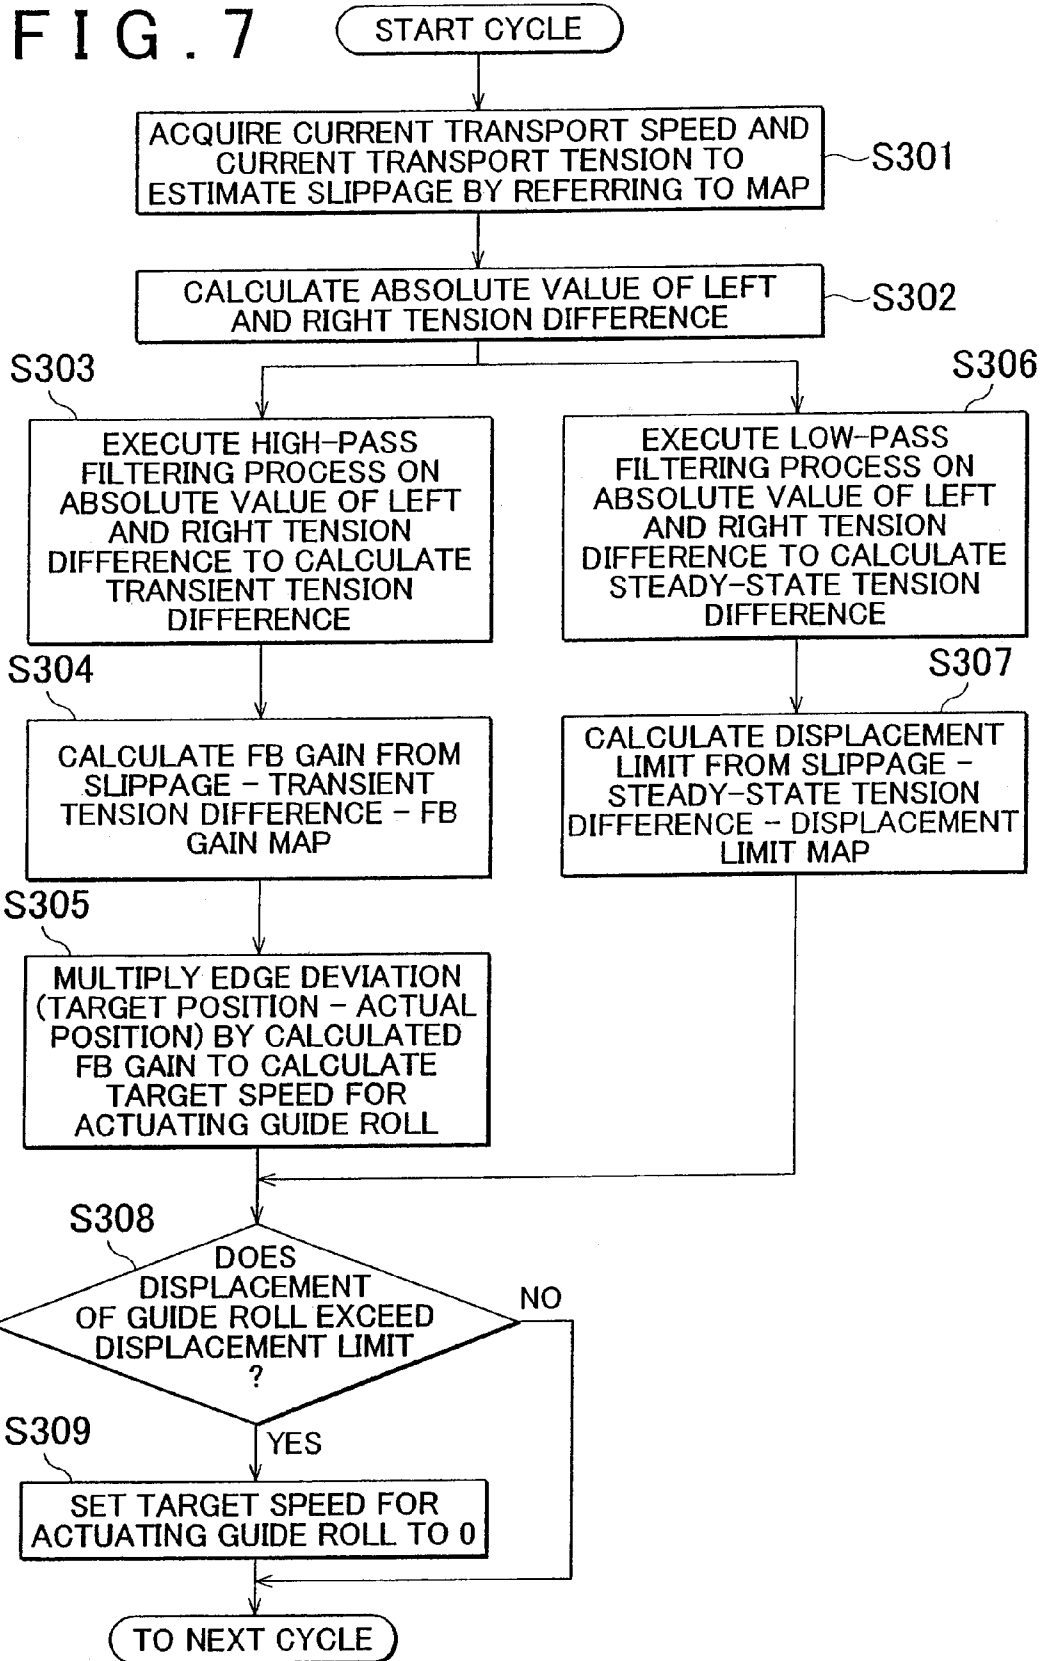 FIG. 7
START CYCLE
ACQUIRE CURRENT TRANSPORT SPEED AND
CURRENT TRANSPORT TENSION TO
ESTIMATE SLIPPAGE BY REFERRING TO MAP
S301
CALCULATE ABSOLUTE VALUE OF LEFT
AND RIGHT TENSION DIFFERENCE
S302
S303
EXECUTE HIGH-PASS
FILTERING PROCESS ON
ABSOLUTE VALUE OF LEFT
AND RIGHT TENSION
DIFFERENCE TO CALCULATE
TRANSIENT TENSION
DIFFERENCE
S306
EXECUTE LOW-PASS
FILTERING PROCESS ON
ABSOLUTE VALUE OF LEFT
AND RIGHT TENSION
DIFFERENCE TO CALCULATE
STEADY-STATE TENSION
DIFFERENCE
S304
CALCULATE FB GAIN FROM
SLIPPAGE - TRANSIENT
TENSION DIFFERENCE - FB
GAIN MAP
S307
CALCULATE DISPLACEMENT
LIMIT FROM SLIPPAGE -
STEADY-STATE TENSION
DIFFERENCE - DISPLACEMENT
LIMIT MAP
S305
MULTIPLY EDGE DEVIATION
(TARGET POSITION - ACTUAL
POSITION) BY CALCULATED
FB GAIN TO CALCULATE
TARGET SPEED FOR
ACTUATING GUIDE ROLL
S308
DOES
DISPLACEMENT
OF GUIDE ROLL EXCEED
DISPLACEMENT LIMIT
?
NO
YES
S309
SET TARGET SPEED FOR
ACTUATING GUIDE ROLL TO 0
TO NEXT CYCLE